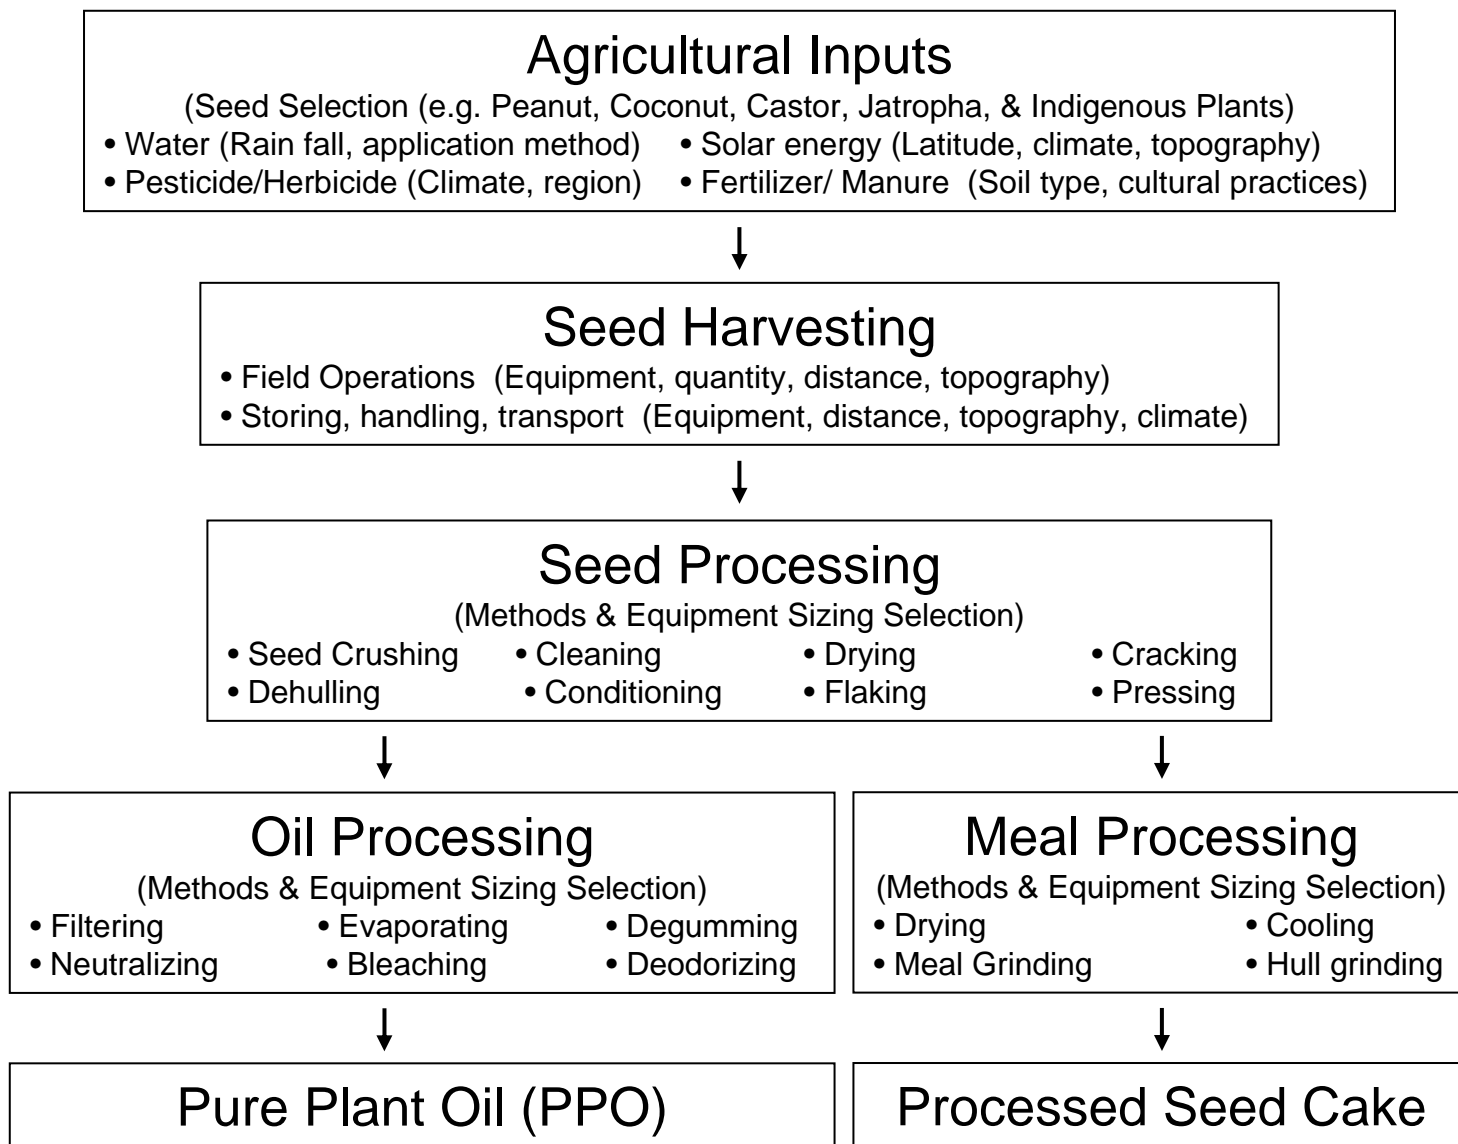 Agricultural Inputs
(Seed Selection (e.g. Peanut, Coconut, Castor, Jatropha, & Indigenous Plants)
• Water (Rain fall, application method) • Solar energy (Latitude, climate, topography)
• Pesticide/Herbicide (Climate, region) • Fertilizer/ Manure (Soil type, cultural practices)
Seed Harvesting
• Field Operations (Equipment, quantity, distance, topography)
• Storing, handling, transport (Equipment, distance, topography, climate)
Seed Processing
(Methods & Equipment Sizing Selection)
• Seed Crushing • Cleaning • Drying • Cracking
• Dehulling • Conditioning • Flaking • Pressing
Oil Processing
(Methods & Equipment Sizing Selection)
• Filtering • Evaporating • Degumming
• Neutralizing • Bleaching • Deodorizing
Meal Processing
(Methods & Equipment Sizing Selection)
• Drying • Cooling
• Meal Grinding • Hull grinding
Pure Plant Oil (PPO)
Processed Seed Cake